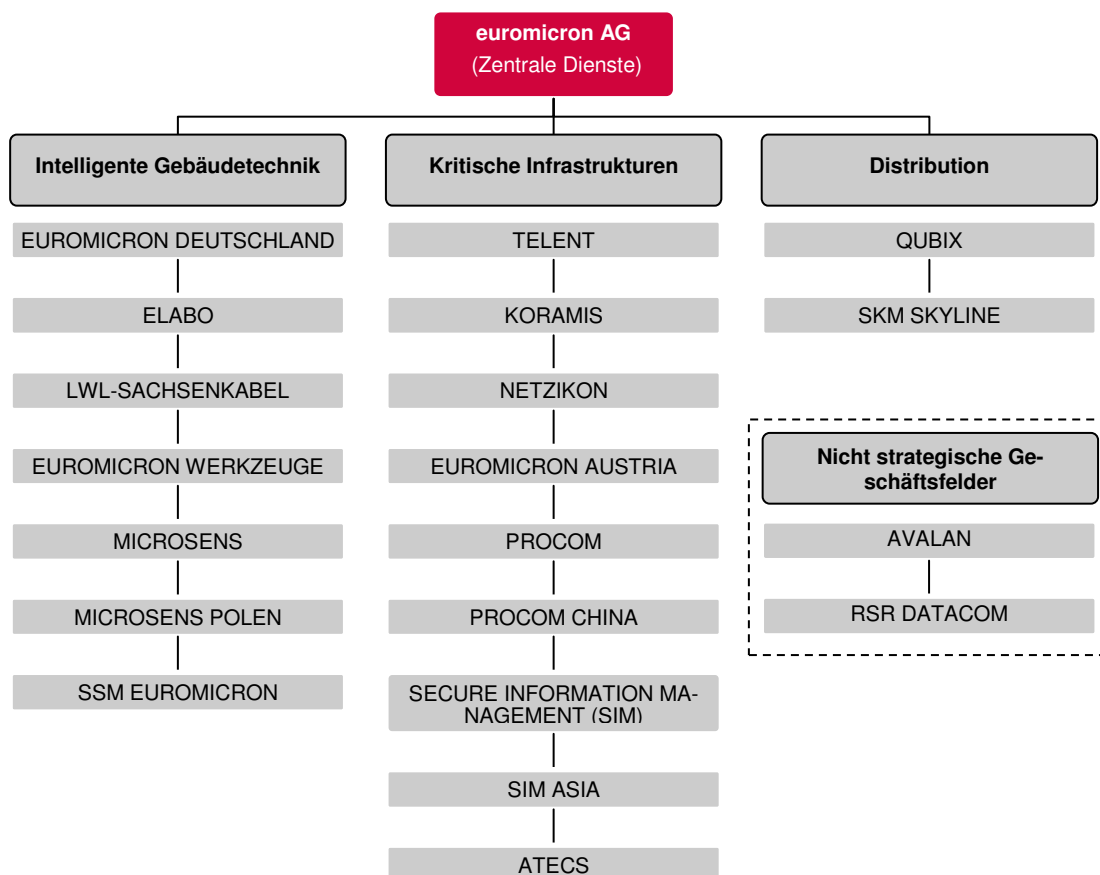 euromicron AG
(Zentrale Dienste)
Intelligente Gebäudetechnik
EUROMICRON DEUTSCHLAND
ELABO
LWL-SACHSENKABEL
EUROMICRON WERKZEUGE
MICROSENS
MICROSENS POLEN
SSM EUROMICRON
Kritische Infrastrukturen
TELENT
KORAMIS
NETZIKON
EUROMICRON AUSTRIA
PROCOM
PROCOM CHINA
SECURE INFORMATION MA-
NAGEMENT (SIM)
SIM ASIA
ATECS
Distribution
QUBIX
SKM SKYLINE
Nicht strategische Ge-
schäftsfelder
AVALAN
RSR DATACOM